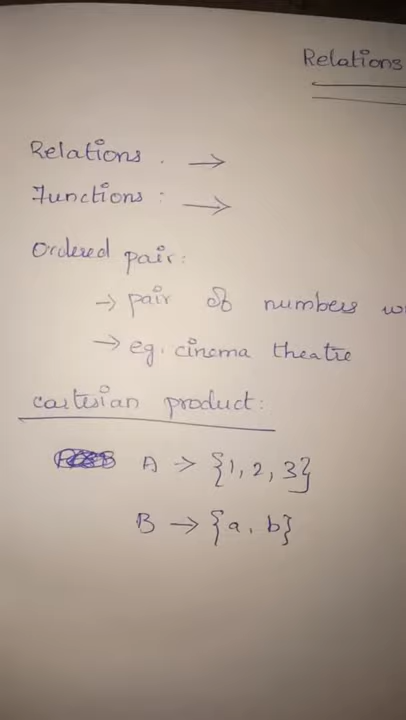 Relations
Relations . →
Functions : →
Ordered pair:
→ pair of numbers
→ eg. cinema theatre
cartesian product:
A → {1, 2, 3}
B → {a, b}